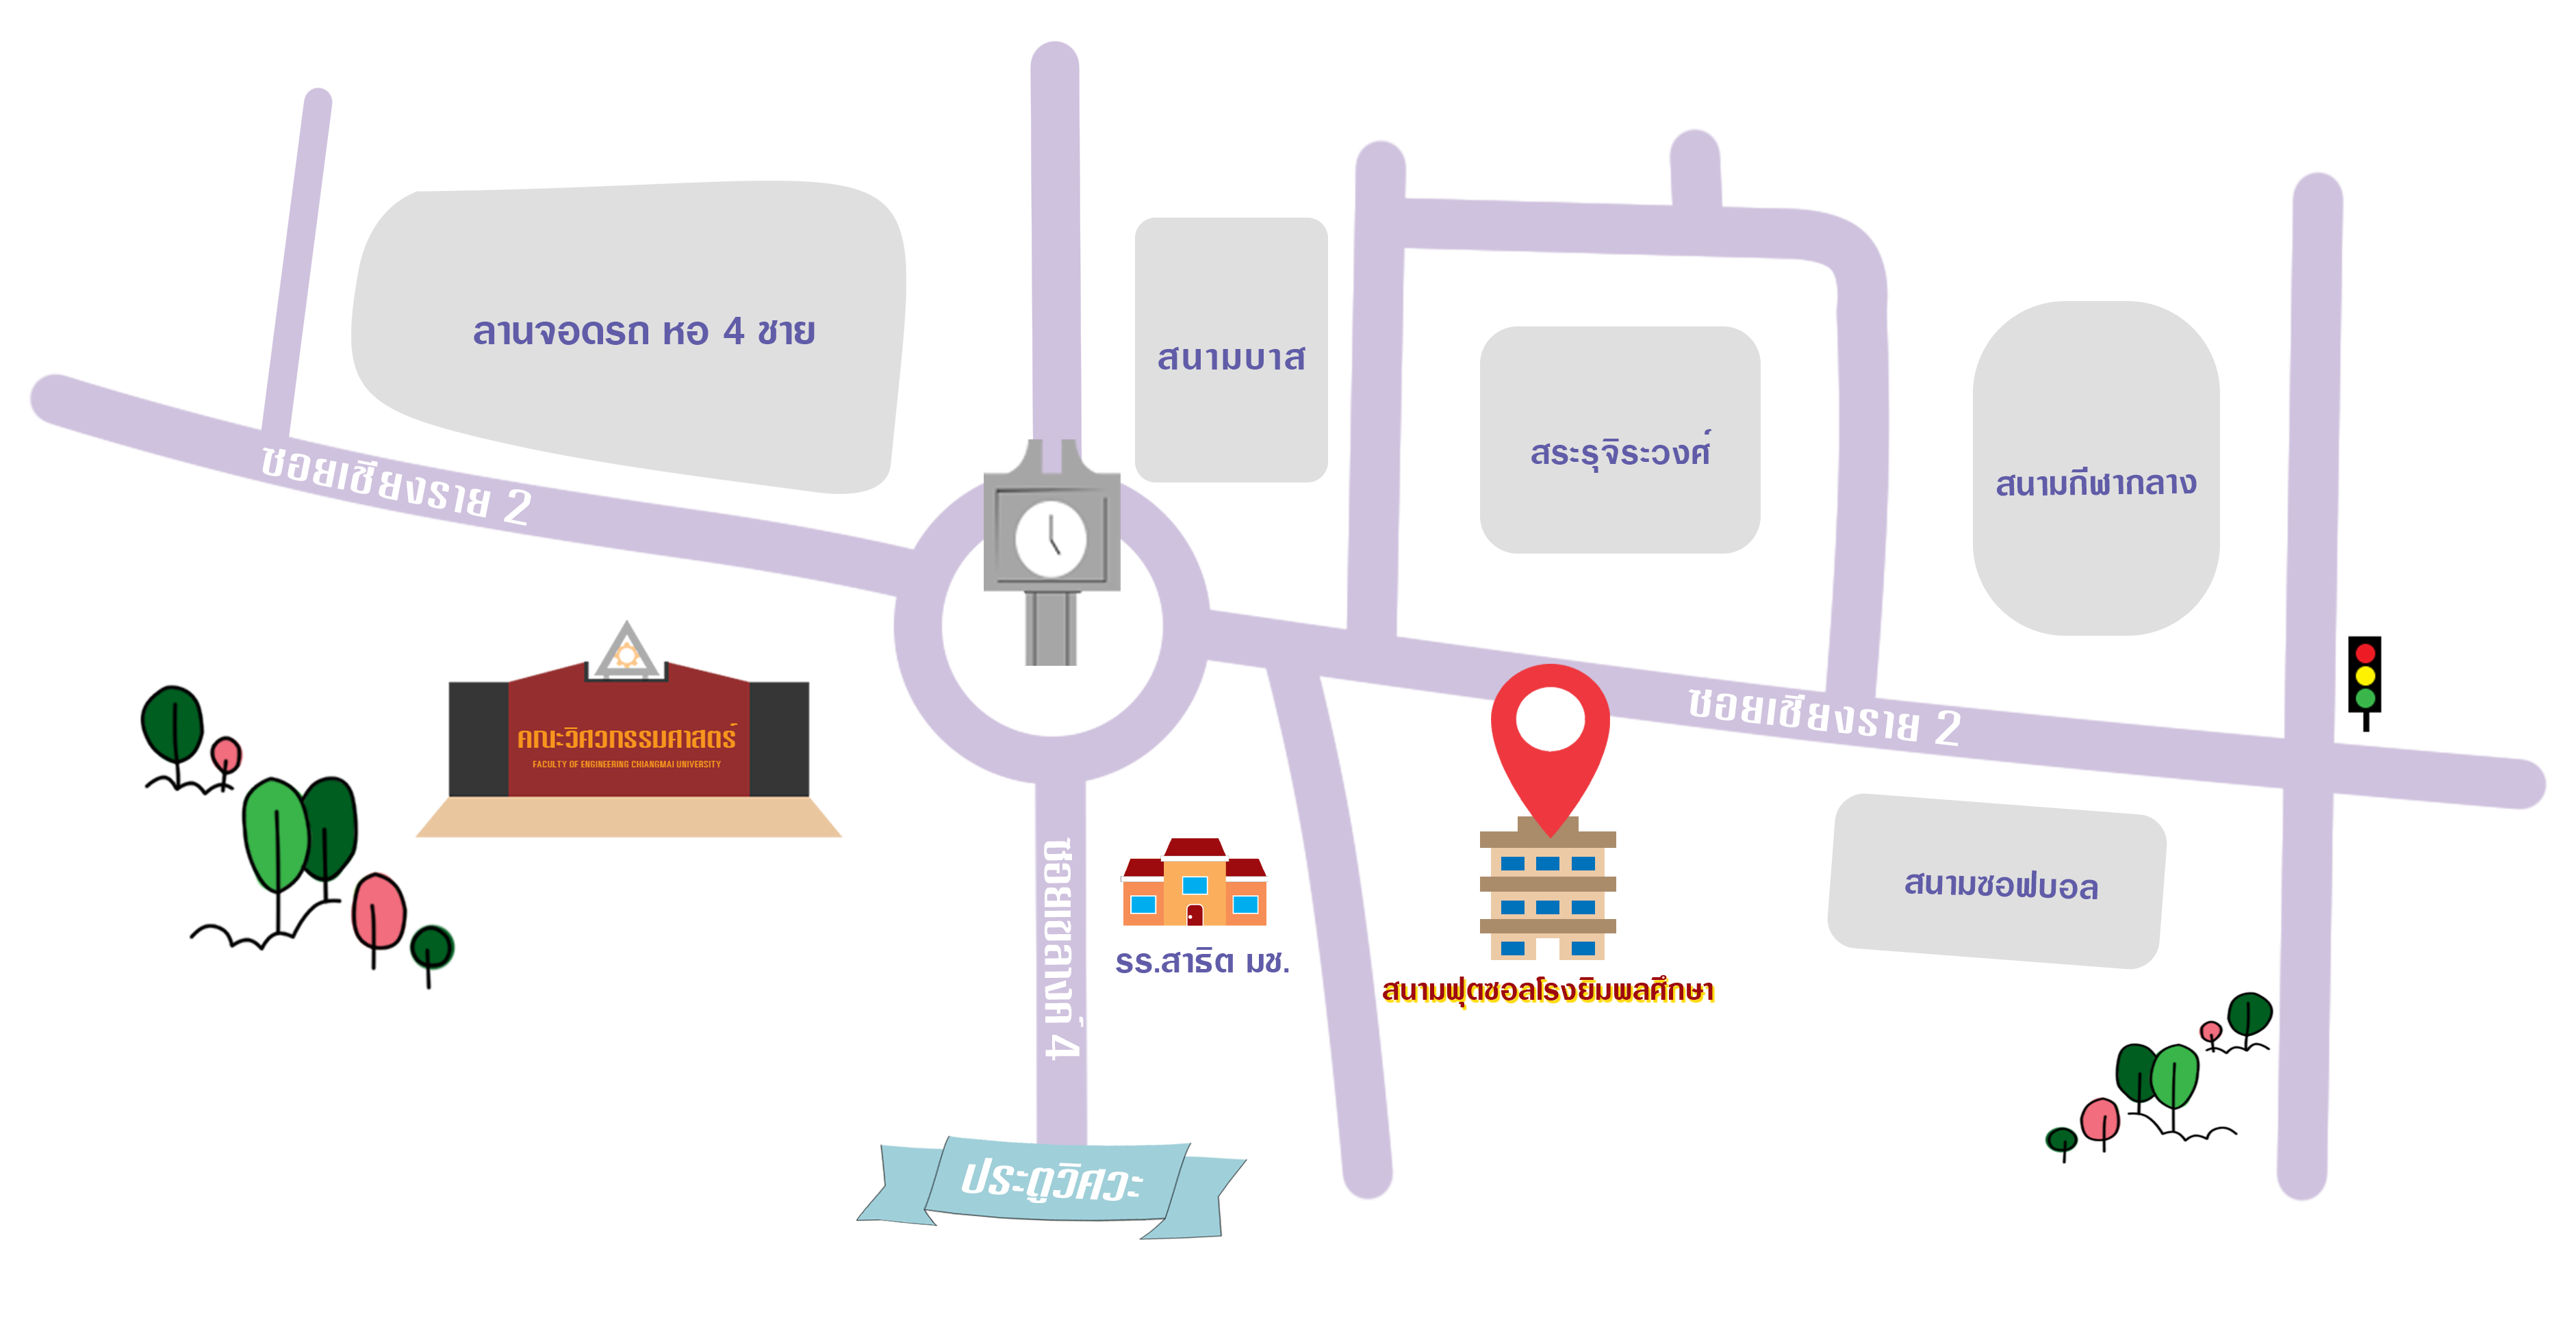 ลานจอดรถ หอ 4 ชาย
สนามบาส
สระรุจิระวงศ์
สนามกีฬากลาง
ซอยเชียงราย 2
คณะวิศวกรรมศาสตร์
FACULTY OF ENGINEERING CHIANGMAI UNIVERSITY
ซอยเชียงราย 2
สนามซอฟบอล
รร.สาธิต มช.
สนามฟุตซอลโรงยิมพลศึกษา
ซอยเชลางค์ 4
ประตูวิศวะ